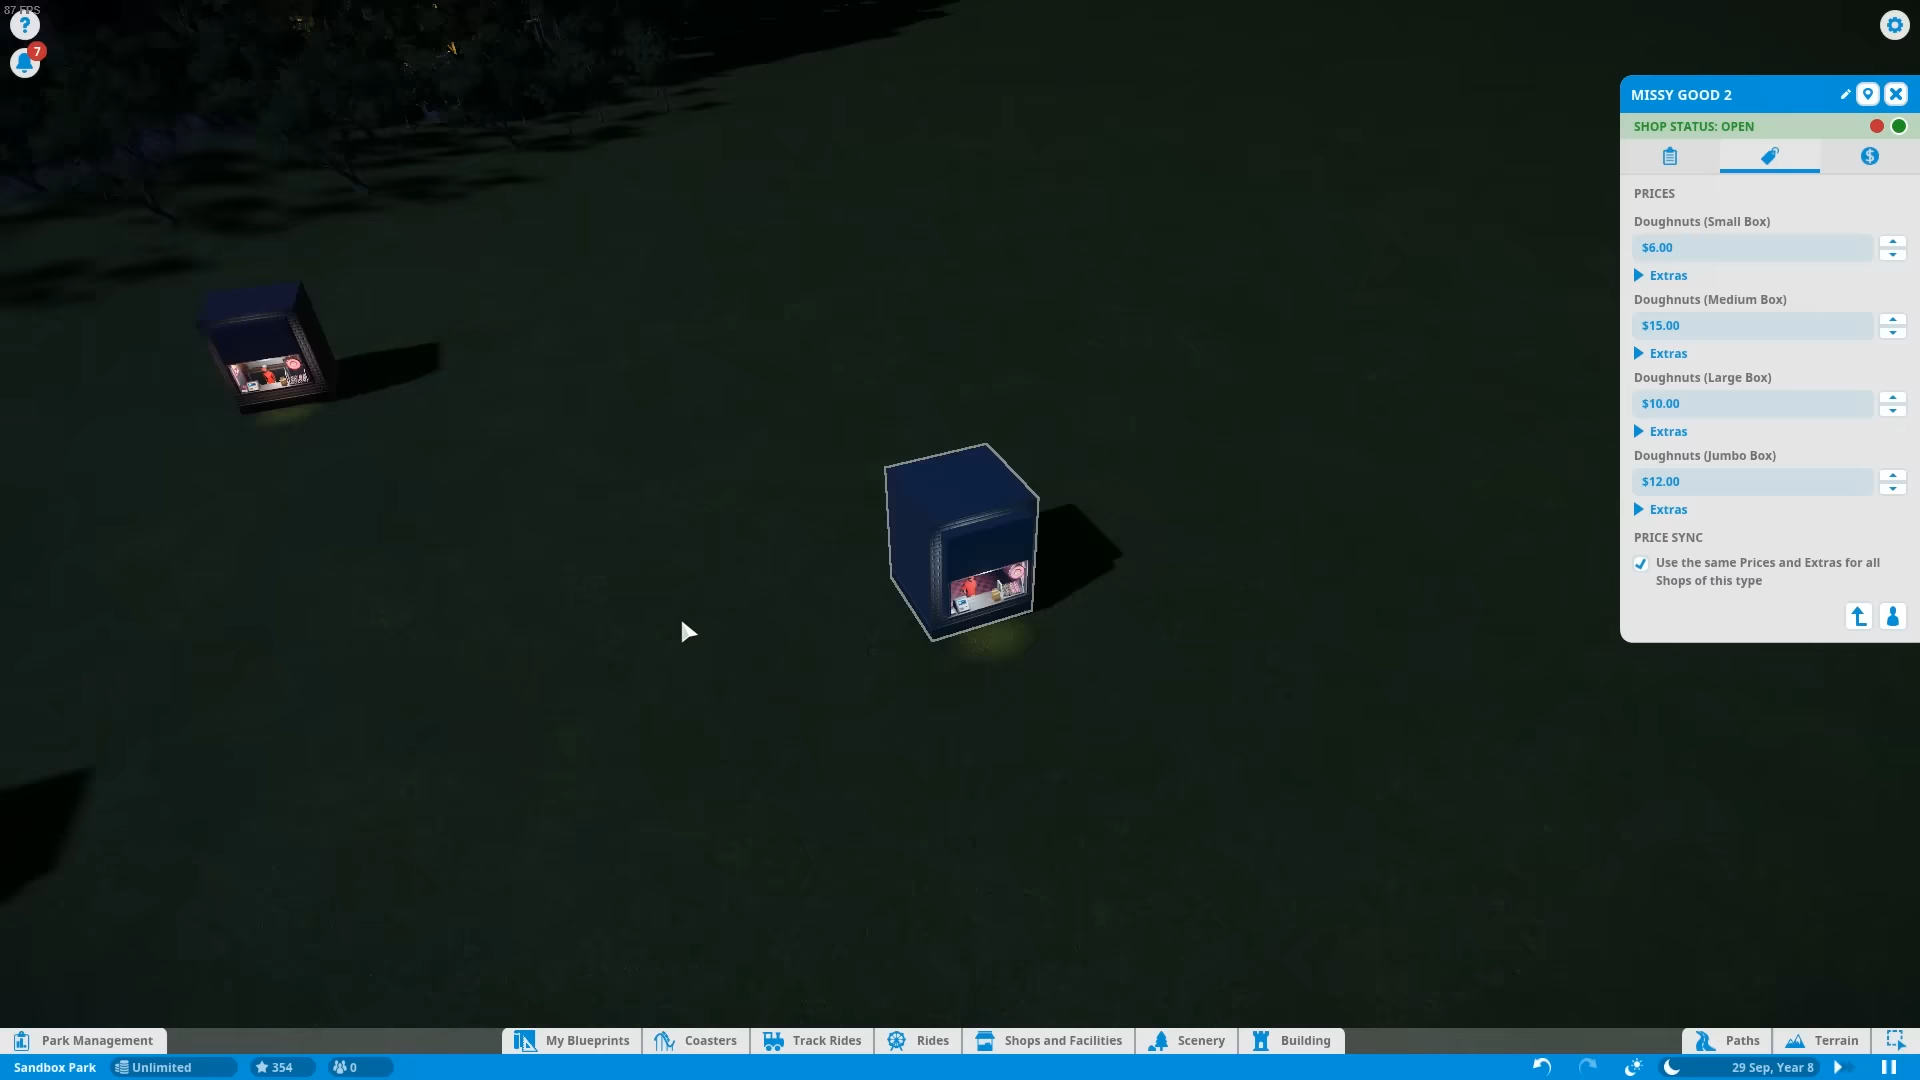 87 FPS
7
MISSY GOOD 2
SHOP STATUS: OPEN
PRICES
Doughnuts (Small Box)
$6.00
Extras
Doughnuts (Medium Box)
$15.00
Extras
Doughnuts (Large Box)
$10.00
Extras
Doughnuts (Jumbo Box)
$12.00
Extras
PRICE SYNC
Use the same Prices and Extras for all
Shops of this type
Park Management
My Blueprints
Coasters
Track Rides
Rides
Shops and Facilities
Scenery
Building
Paths
Terrain
Sandbox Park
Unlimited
354
0
29 Sep, Year 8